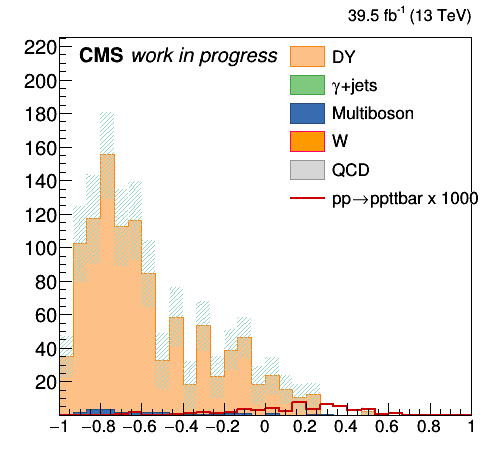 39.5 fb⁻¹ (13 TeV)
CMS work in progress
DY
γ+jets
Multiboson
W
QCD
pp→ppttbar x 1000
220
200
180
160
140
120
100
80
60
40
20
−1 −0.8 −0.6 −0.4 −0.2 0 0.2 0.4 0.6 0.8 1